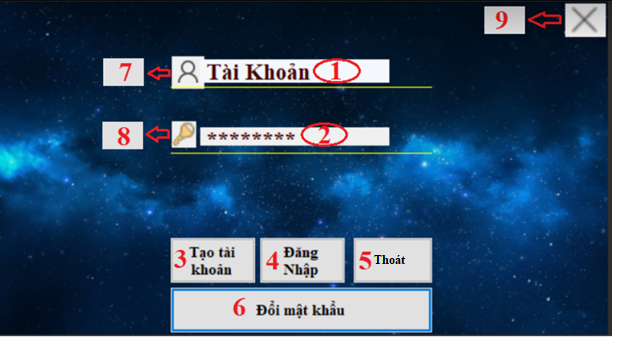 9
7 Tài Khoản 1
8 ******** 2
3 Tạo tài khoản
4 Đăng Nhập
5 Thoát
6 Đổi mật khẩu